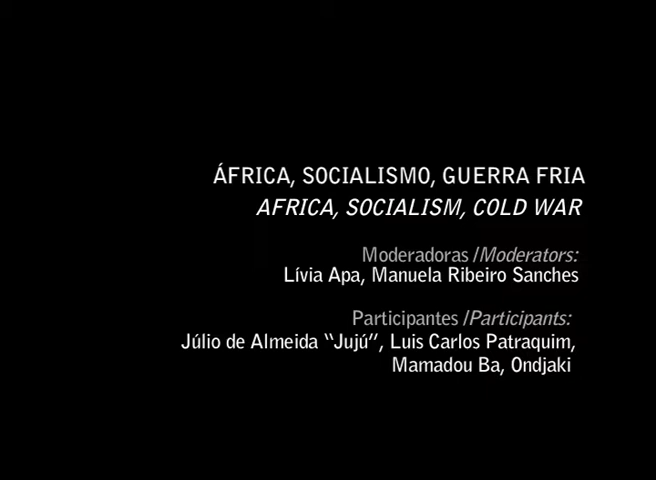 ÁFRICA, SOCIALISMO, GUERRA FRIA
AFRICA, SOCIALISM, COLD WAR
Moderadoras /Moderators:
Lívia Apa, Manuela Ribeiro Sanches
Participantes /Participants:
Júlio de Almeida “Jujú”, Luis Carlos Patraquim,
Mamadou Ba, Ondjaki